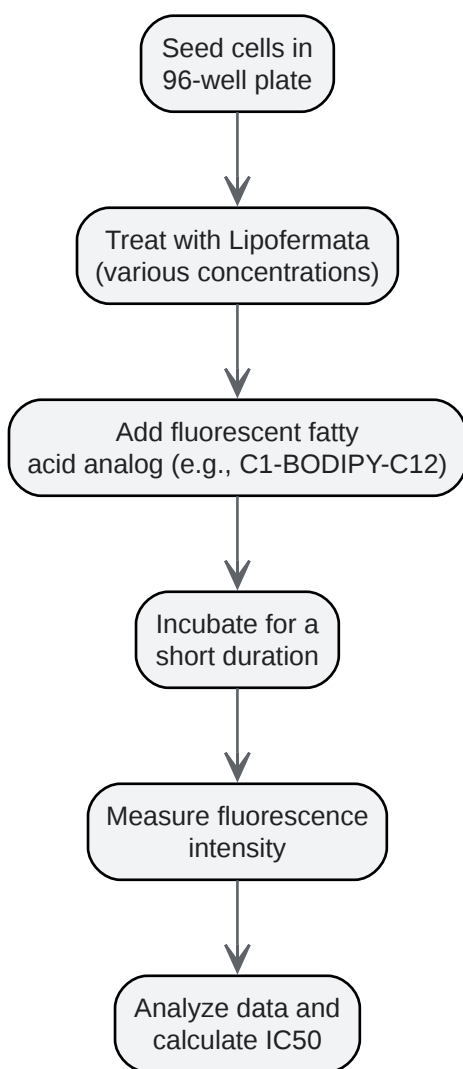 Seed cells in
96-well plate
Treat with Lipofermata
(various concentrations)
Add fluorescent fatty
acid analog (e.g., C1-BODIPY-C12)
Incubate for a
short duration
Measure fluorescence
intensity
Analyze data and
calculate IC50